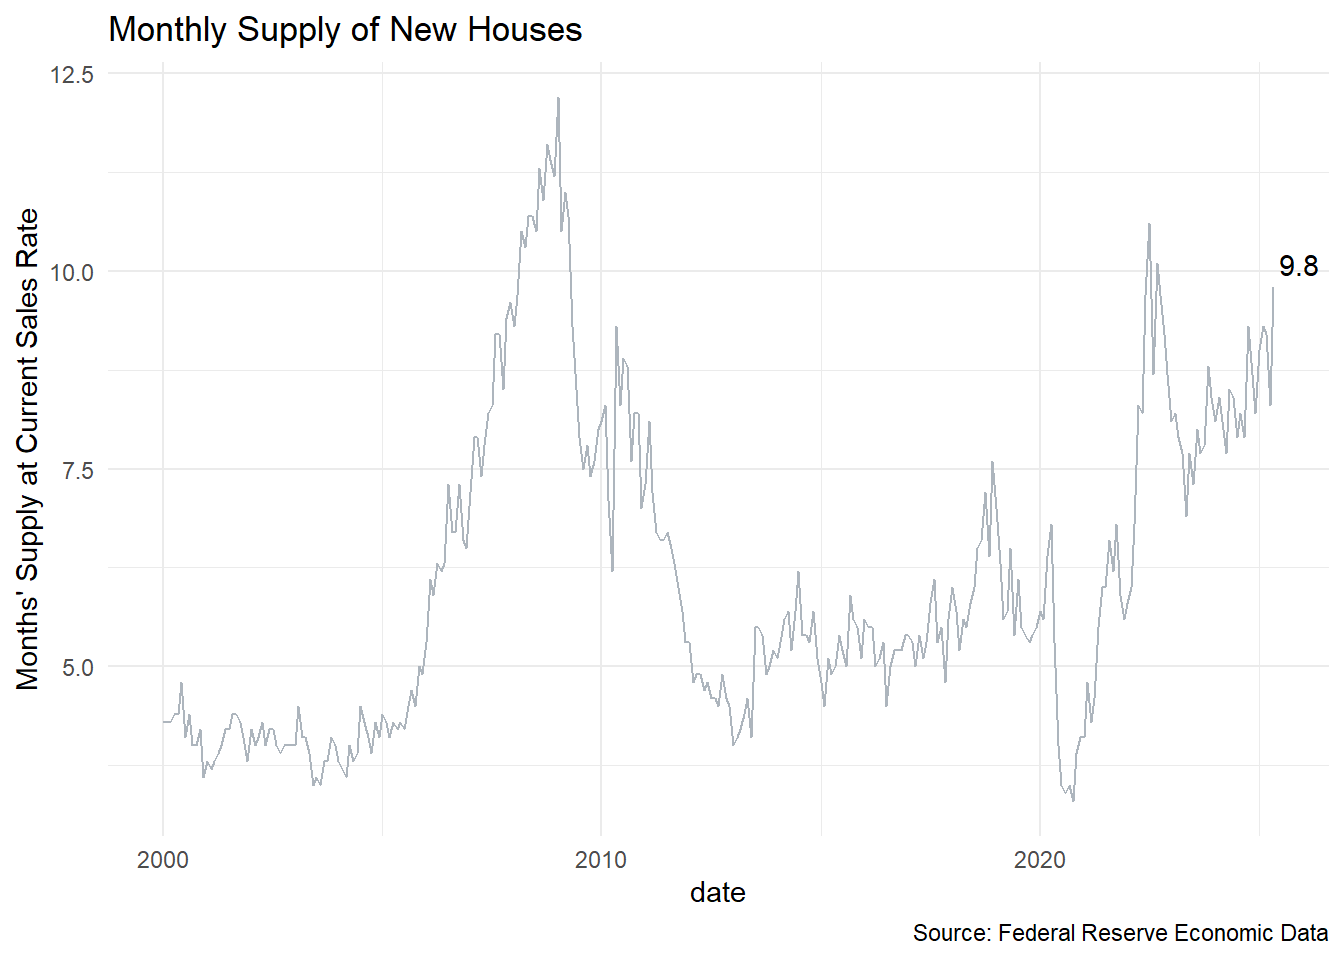 Monthly Supply of New Houses
Months' Supply at Current Sales Rate
12.5
10.0
7.5
5.0
9.8
2000
2010
2020
date
Source: Federal Reserve Economic Data